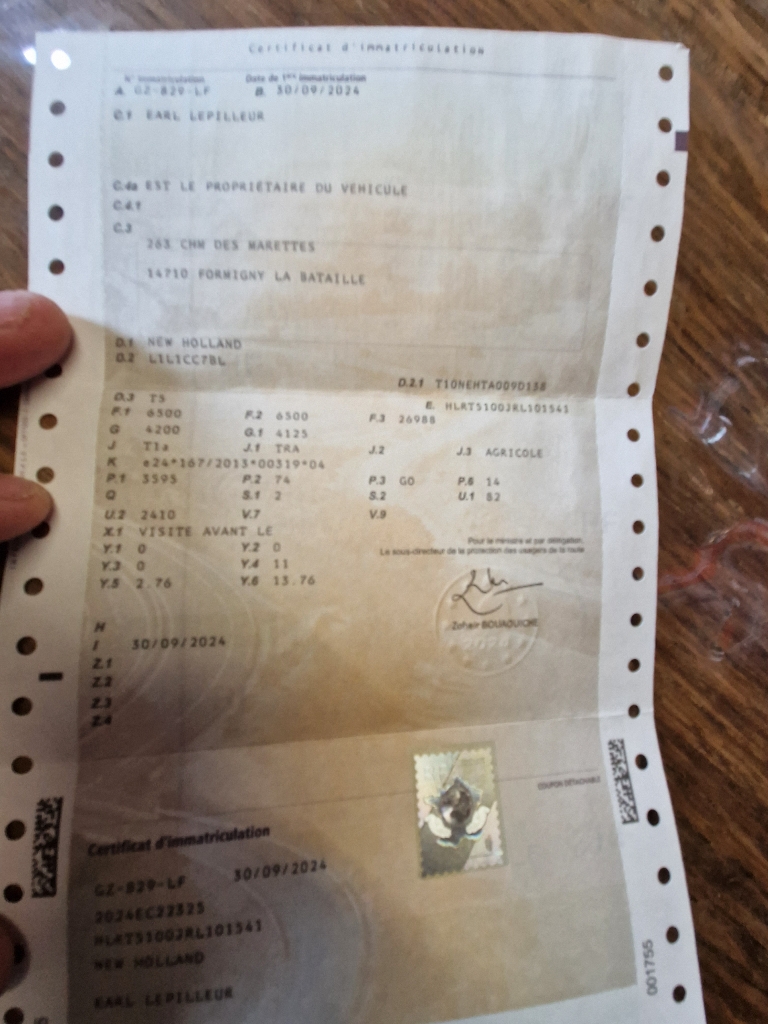 Certificat d'immatriculation
N° immatriculation Date de 1ère immatriculation
A. GZ-829-LF B. 30/09/2024
C.1 EARL LEPILLEUR
C.4a EST LE PROPRIÉTAIRE DU VÉHICULE
C.4.1
C.3
263 CHM DES MARETTES
14710 FORMIGNY LA BATAILLE
D.1 NEW HOLLAND
D.2 L1L1CC7BL
D.2.1 T10NEHTA009D138
D.3 T5 E. HLRT5100JRL101541
F.1 6500 F.2 6500 F.3 26988
G 4200 G.1 4125
J T1a J.1 TRA J.2 J.3 AGRICOLE
K e24*167/2013*00319*04
P.1 3595 P.2 74 P.3 GO P.6 14
Q S.1 2 S.2 U.1 82
U.2 2410 V.7 V.9
X.1 VISITE AVANT LE
Y.1 0 Y.2 0
Y.3 0 Y.4 11
Y.5 2.76 Y.6 13.76
Pour le ministre et par délégation,
Le sous-directeur de la protection des usagers de la route
Zoheir BOUAOUICHE
H
I 30/09/2024
Z.1
Z.2
Z.3
Z.4
COUPON DÉTACHABLE
Certificat d'immatriculation
GZ-829-LF 30/09/2024
2024EC22325
HLRT5100JRL101541
NEW HOLLAND
EARL LEPILLEUR
001755